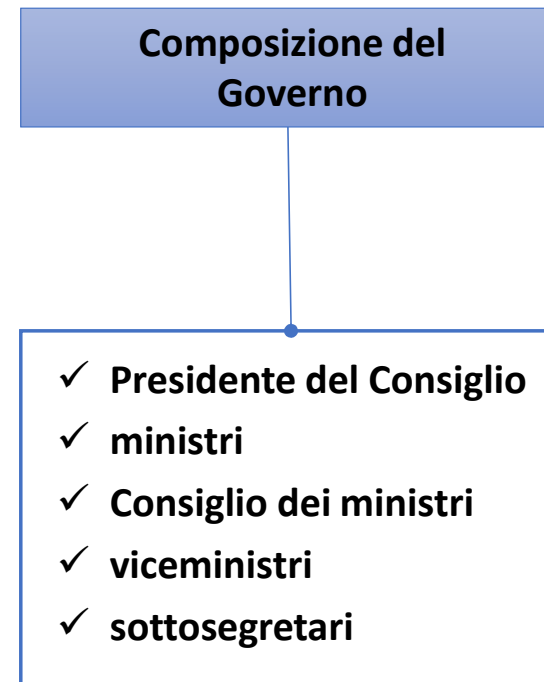 Composizione del
Governo
✓ Presidente del Consiglio
✓ ministri
✓ Consiglio dei ministri
✓ viceministri
✓ sottosegretari